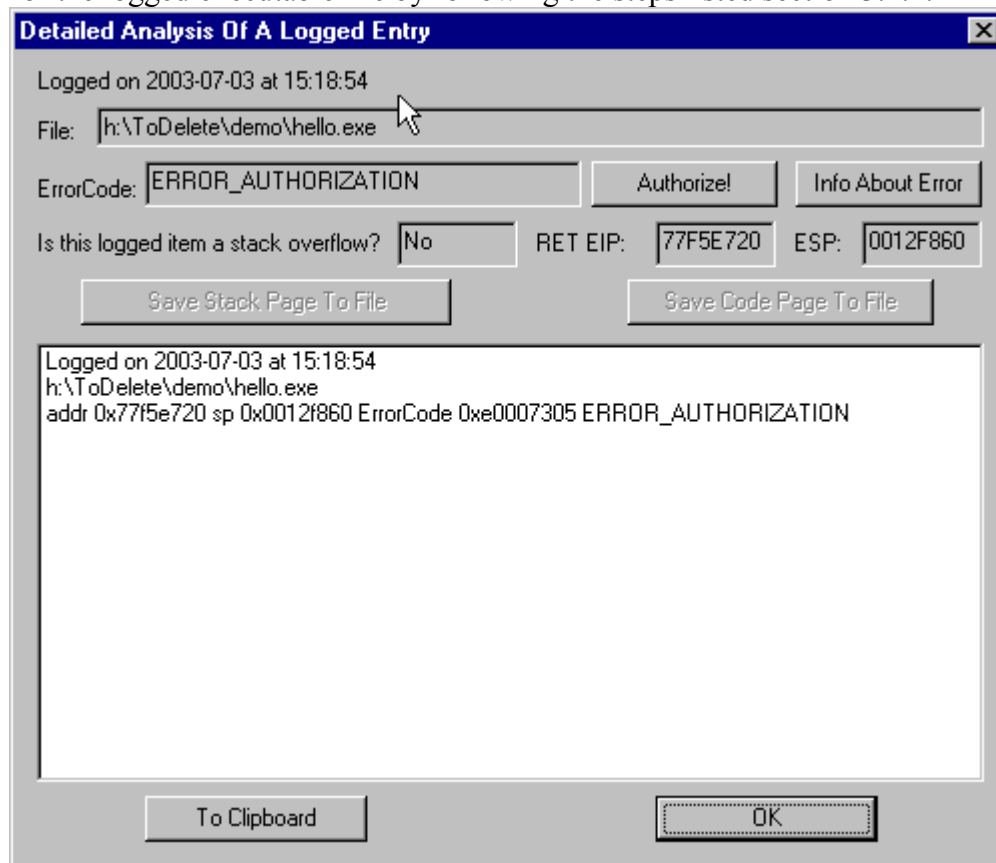 Detailed Analysis Of A Logged Entry
Logged on 2003-07-03 at 15:18:54
File: h:\ToDelete\demo\hello.exe
ErrorCode: ERROR_AUTHORIZATION Authorize! Info About Error
Is this logged item a stack overflow? No RET EIP: 77F5E720 ESP: 0012F860
Save Stack Page To File Save Code Page To File
Logged on 2003-07-03 at 15:18:54
h:\ToDelete\demo\hello.exe
addr 0x77f5e720 sp 0x0012f860 ErrorCode 0xe0007305 ERROR_AUTHORIZATION
To Clipboard OK